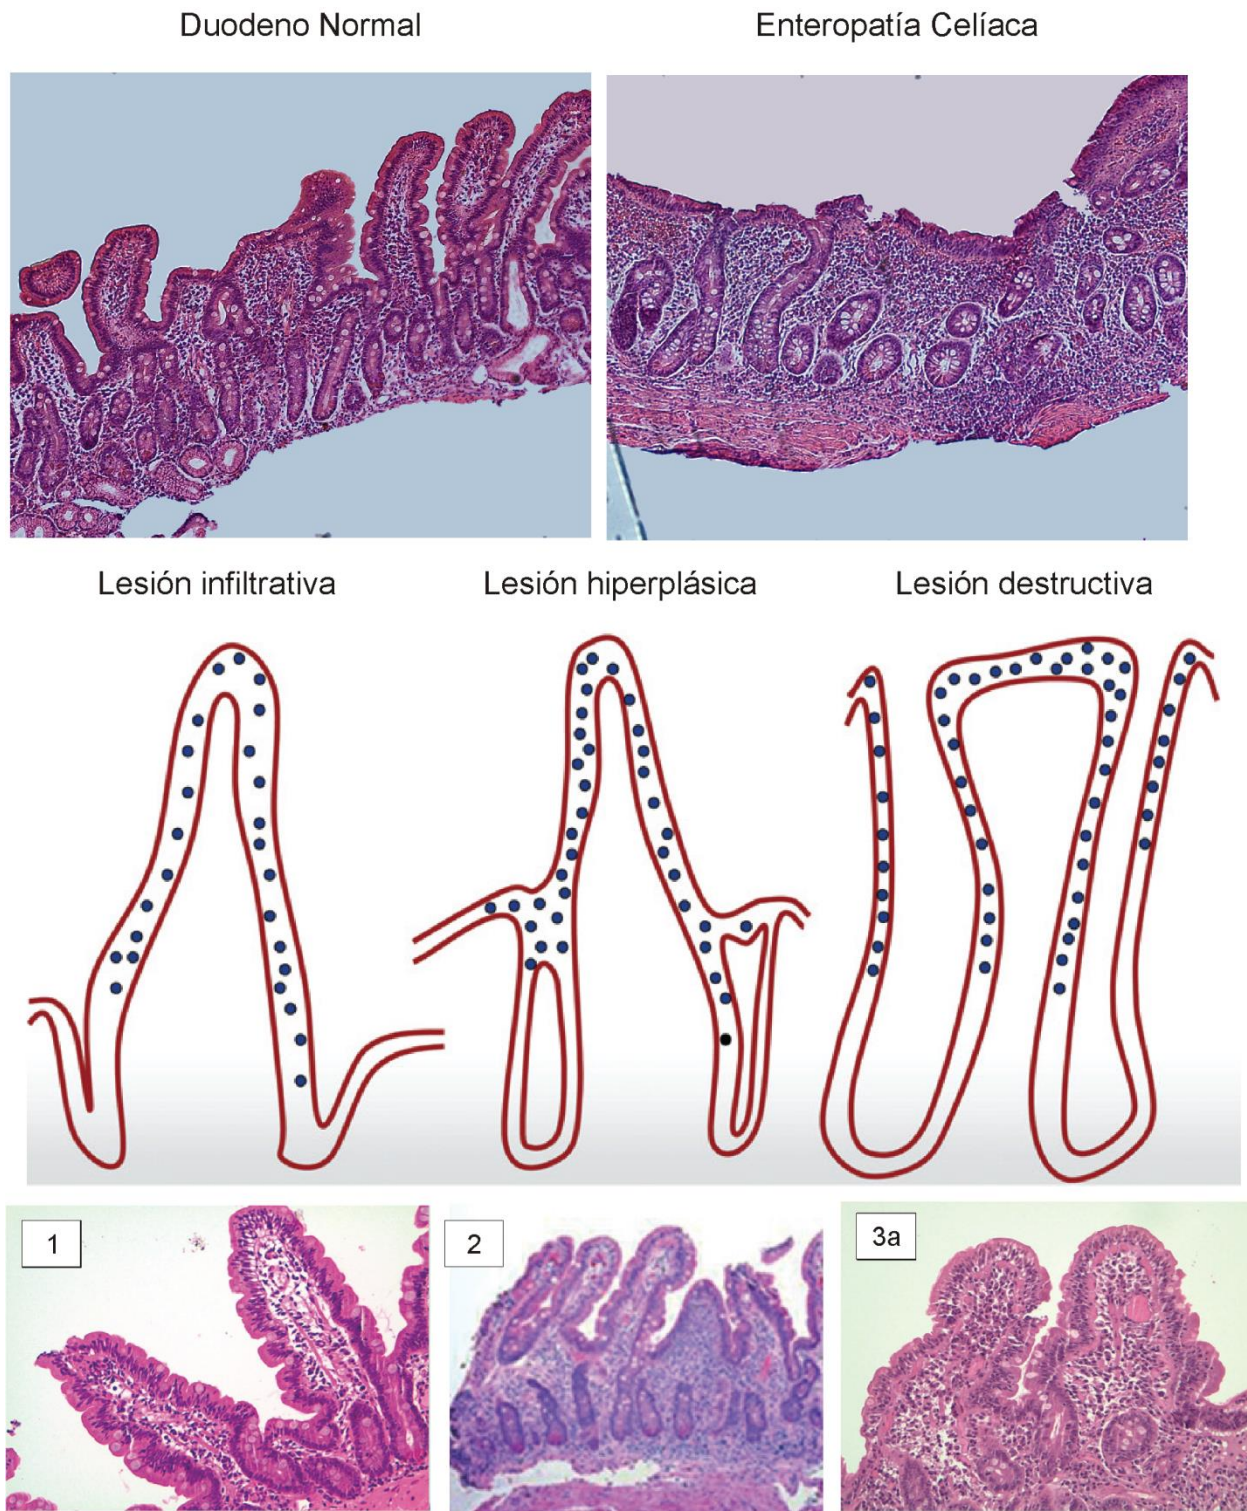 Duodeno Normal
Enteropatía Celíaca
Lesión infiltrativa
Lesión hiperplásica
Lesión destructiva
1
2
3a